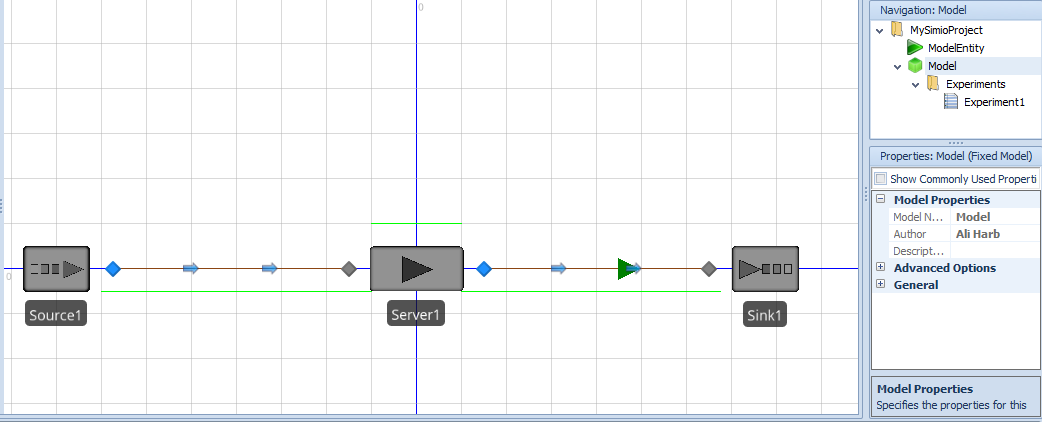 0
0
Source1
Server1
Sink1
Navigation: Model
MySimioProject
ModelEntity
Model
Experiments
Experiment1
Properties: Model (Fixed Model)
Show Commonly Used Properti
Model Properties
Model N... Model
Author Ali Harb
Descript...
Advanced Options
General
Model Properties
Specifies the properties for this